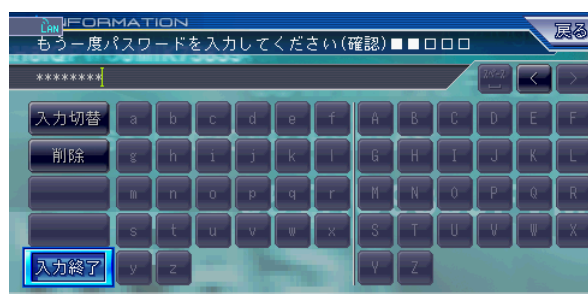 LAN INFORMATION
戻る
もう一度パスワードを入力してください(確認)■■□□□
********
スペース < >
入力切替 a b c d e f A B C D E F
削除 g h i j k l G H I J K L
m n o p q r M N O P Q R
s t u v w x S T U V W X
入力終了 y z Y Z